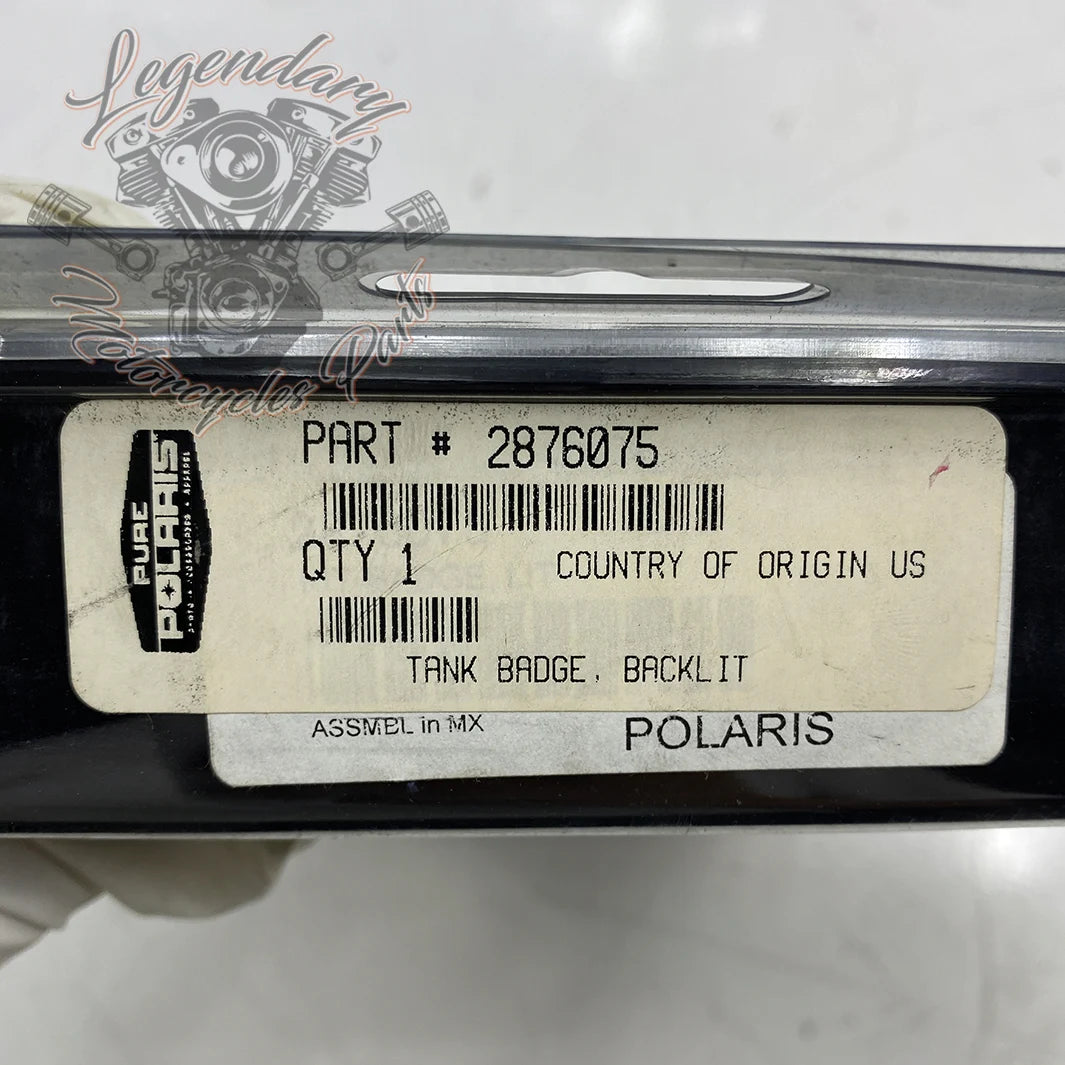 Legendary
Motorcycles Parts
PART # 2876075
PURE
POLARIS
QTY 1 COUNTRY OF ORIGIN US
TANK BADGE, BACKLIT
ASSMBL in MX POLARIS